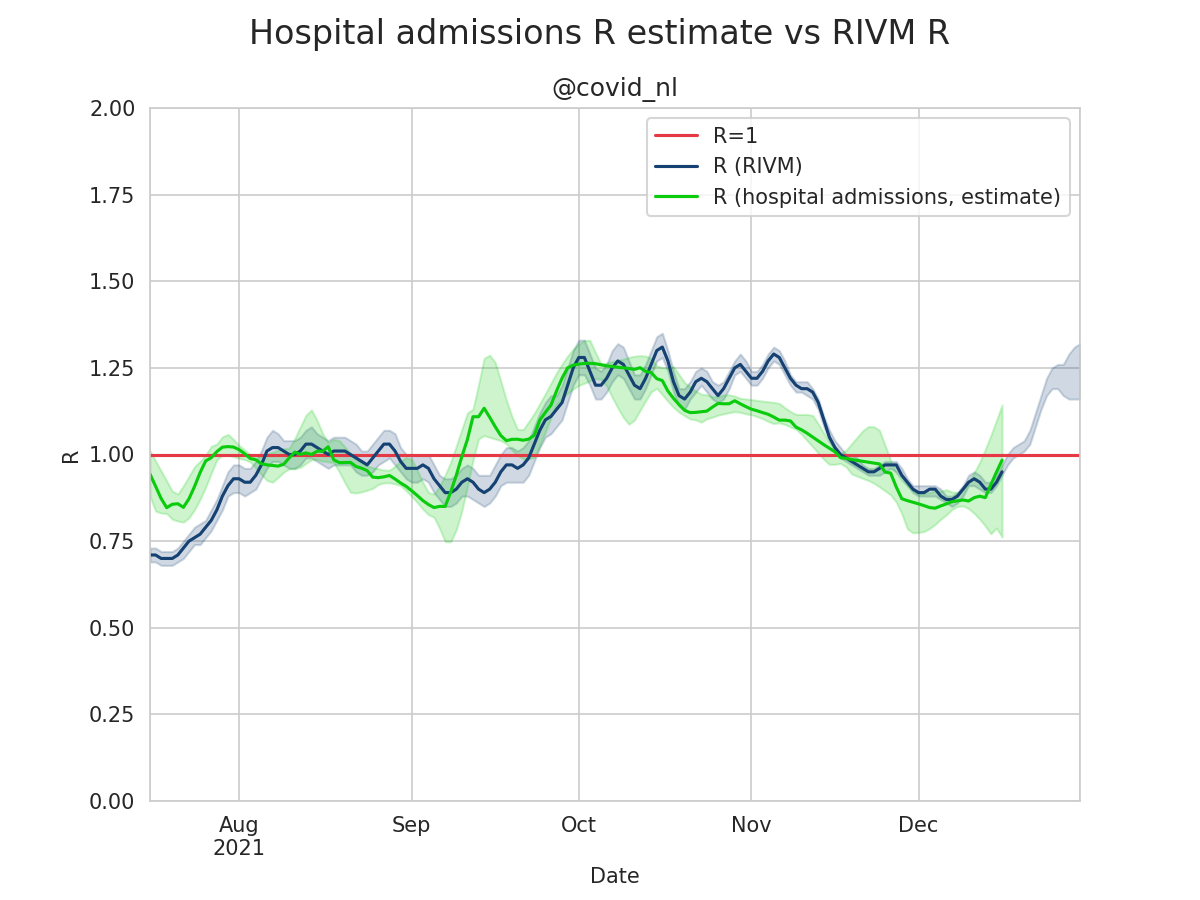 Hospital admissions R estimate vs RIVM R
@covid_nl
R=1
R (RIVM)
R (hospital admissions, estimate)
2.00
1.75
1.50
1.25
1.00
0.75
0.50
0.25
0.00
R
Aug Sep Oct Nov Dec
2021
Date